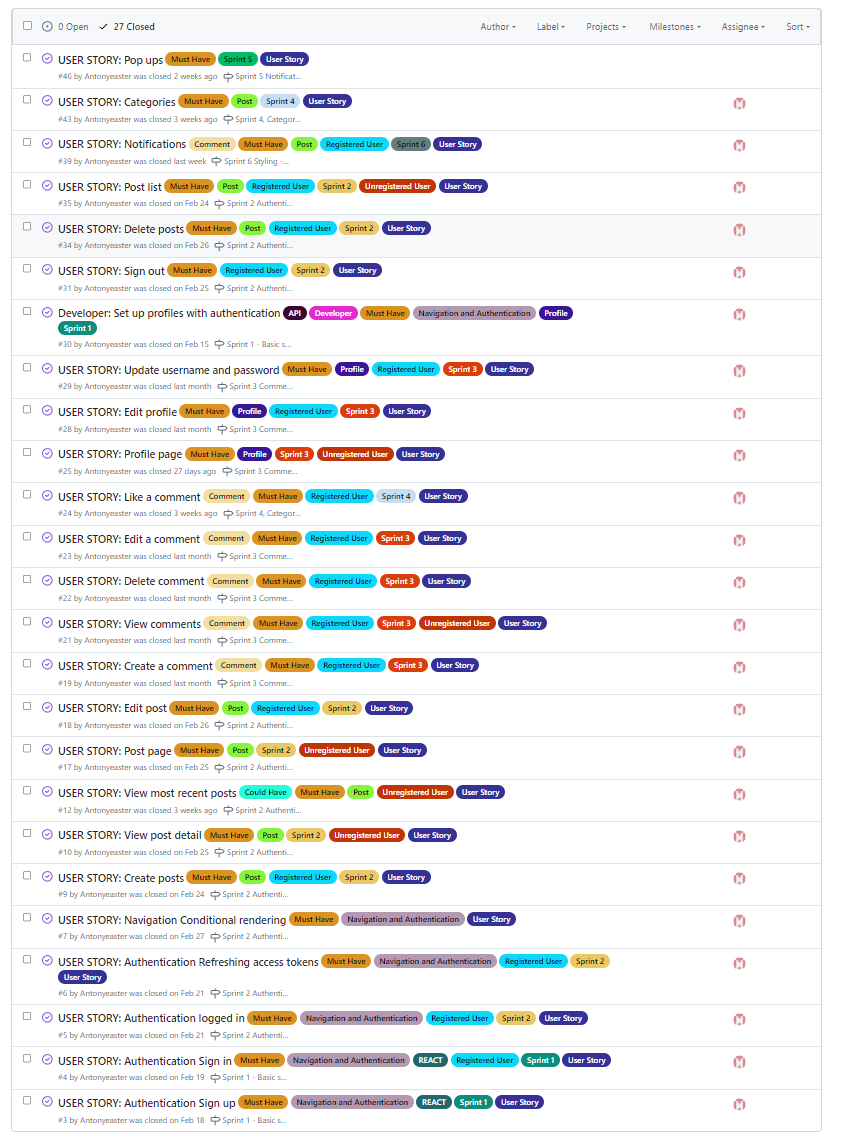 0 Open 27 Closed Author Label Projects Milestones Assignee Sort
USER STORY: Pop ups Must Have Sprint 5 User Story
#46 by Antonyeaster was closed 2 weeks ago Sprint 5 Notificat...
USER STORY: Categories Must Have Post Sprint 4 User Story
#43 by Antonyeaster was closed 3 weeks ago Sprint 4, Categor...
USER STORY: Notifications Comment Must Have Post Registered User Sprint 6 User Story
#39 by Antonyeaster was closed last week Sprint 6 Styling -...
USER STORY: Post list Must Have Post Registered User Sprint 2 Unregistered User User Story
#35 by Antonyeaster was closed on Feb 24 Sprint 2 Authenti...
USER STORY: Delete posts Must Have Post Registered User Sprint 2 User Story
#34 by Antonyeaster was closed on Feb 26 Sprint 2 Authenti...
USER STORY: Sign out Must Have Registered User Sprint 2 User Story
#31 by Antonyeaster was closed on Feb 25 Sprint 2 Authenti...
Developer: Set up profiles with authentication API Developer Must Have Navigation and Authentication Profile
Sprint 1
#30 by Antonyeaster was closed on Feb 15 Sprint 1 - Basic s...
USER STORY: Update username and password Must Have Profile Registered User Sprint 3 User Story
#29 by Antonyeaster was closed last month Sprint 3 Comme...
USER STORY: Edit profile Must Have Profile Registered User Sprint 3 User Story
#28 by Antonyeaster was closed last month Sprint 3 Comme...
USER STORY: Profile page Must Have Profile Sprint 3 Unregistered User User Story
#25 by Antonyeaster was closed 27 days ago Sprint 3 Comme...
USER STORY: Like a comment Comment Must Have Registered User Sprint 4 User Story
#24 by Antonyeaster was closed 3 weeks ago Sprint 4, Categor...
USER STORY: Edit a comment Comment Must Have Registered User Sprint 3 User Story
#23 by Antonyeaster was closed last month Sprint 3 Comme...
USER STORY: Delete comment Comment Must Have Registered User Sprint 3 User Story
#22 by Antonyeaster was closed last month Sprint 3 Comme...
USER STORY: View comments Comment Must Have Registered User Sprint 3 Unregistered User User Story
#21 by Antonyeaster was closed last month Sprint 3 Comme...
USER STORY: Create a comment Comment Must Have Registered User Sprint 3 User Story
#19 by Antonyeaster was closed last month Sprint 3 Comme...
USER STORY: Edit post Must Have Post Registered User Sprint 2 User Story
#18 by Antonyeaster was closed on Feb 26 Sprint 2 Authenti...
USER STORY: Post page Must Have Post Sprint 2 Unregistered User User Story
#17 by Antonyeaster was closed on Feb 25 Sprint 2 Authenti...
USER STORY: View most recent posts Could Have Must Have Post Unregistered User User Story
#12 by Antonyeaster was closed 3 weeks ago Sprint 2 Authenti...
USER STORY: View post detail Must Have Post Sprint 2 Unregistered User User Story
#10 by Antonyeaster was closed on Feb 25 Sprint 2 Authenti...
USER STORY: Create posts Must Have Post Registered User Sprint 2 User Story
#9 by Antonyeaster was closed on Feb 24 Sprint 2 Authenti...
USER STORY: Navigation Conditional rendering Must Have Navigation and Authentication User Story
#7 by Antonyeaster was closed on Feb 27 Sprint 2 Authenti...
USER STORY: Authentication Refreshing access tokens Must Have Navigation and Authentication Registered User Sprint 2
User Story
#6 by Antonyeaster was closed on Feb 21 Sprint 2 Authenti...
USER STORY: Authentication logged in Must Have Navigation and Authentication Registered User Sprint 2 User Story
#5 by Antonyeaster was closed on Feb 21 Sprint 2 Authenti...
USER STORY: Authentication Sign in Must Have Navigation and Authentication REACT Registered User Sprint 1 User Story
#4 by Antonyeaster was closed on Feb 19 Sprint 1 - Basic s...
USER STORY: Authentication Sign up Must Have Navigation and Authentication REACT Sprint 1 User Story
#3 by Antonyeaster was closed on Feb 18 Sprint 1 - Basic s...